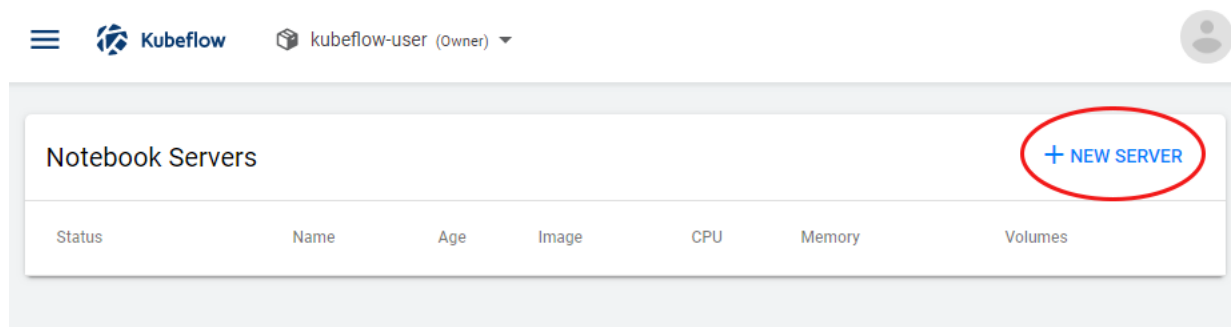 Kubeflow kubeflow-user (Owner)
Notebook Servers + NEW SERVER
Status Name Age Image CPU Memory Volumes